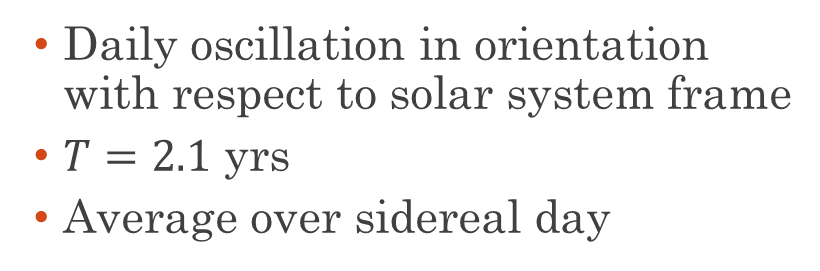 • Daily oscillation in orientation
with respect to solar system frame
• T = 2.1 yrs
• Average over sidereal day